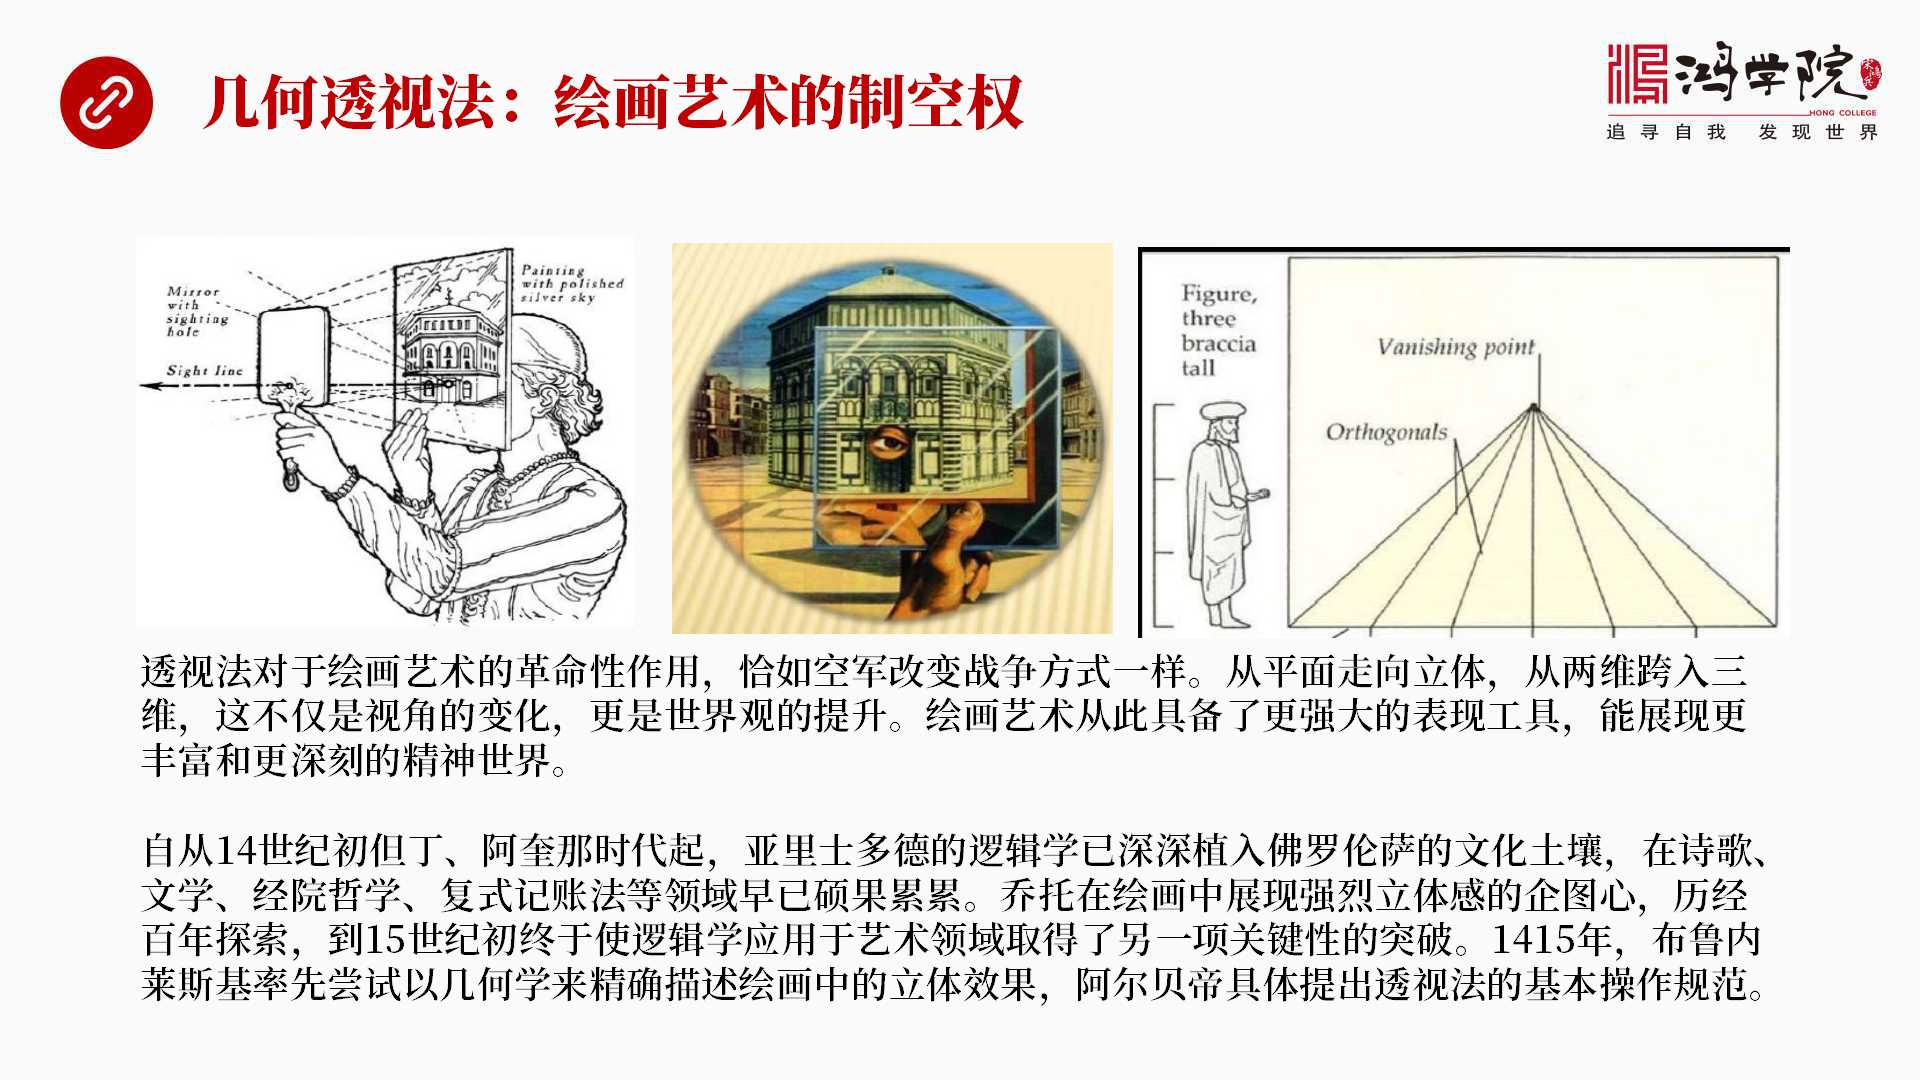 几何透视法：绘画艺术的制空权
鸿学院
宋鸿兵
HONG COLLEGE
追寻自我 发现世界
Mirror
with
sighting
hole
Sight line
Painting
with polished
silver sky
Figure,
three
braccia
tall
Vanishing point
Orthogonals
透视法对于绘画艺术的革命性作用，恰如空军改变战争方式一样。从平面走向立体，从两维跨入三
维，这不仅是视角的变化，更是世界观的提升。绘画艺术从此具备了更强大的表现工具，能展现更
丰富和更深刻的精神世界。
自从14世纪初但丁、阿奎那时代起，亚里士多德的逻辑学已深深植入佛罗伦萨的文化土壤，在诗歌、
文学、经院哲学、复式记账法等领域早已硕果累累。乔托在绘画中展现强烈立体感的企图心，历经
百年探索，到15世纪初终于使逻辑学应用于艺术领域取得了另一项关键性的突破。1415年，布鲁内
莱斯基率先尝试以几何学来精确描述绘画中的立体效果，阿尔贝帝具体提出透视法的基本操作规范。